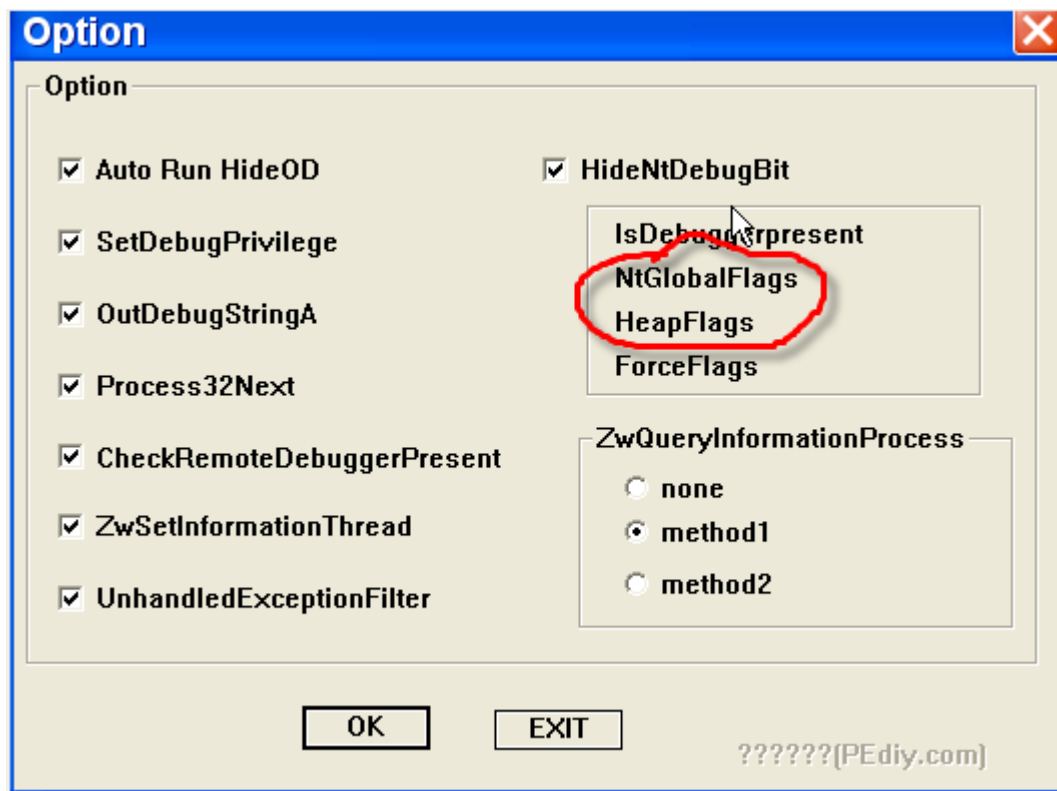 Option
Option
Auto Run HideOD
SetDebugPrivilege
OutDebugStringA
Process32Next
CheckRemoteDebuggerPresent
ZwSetInformationThread
UnhandledExceptionFilter
HideNtDebugBit
IsDebuggerpresent
NtGlobalFlags
HeapFlags
ForceFlags
ZwQueryInformationProcess
none
method1
method2
OK
EXIT
??????(PEdiy.com)